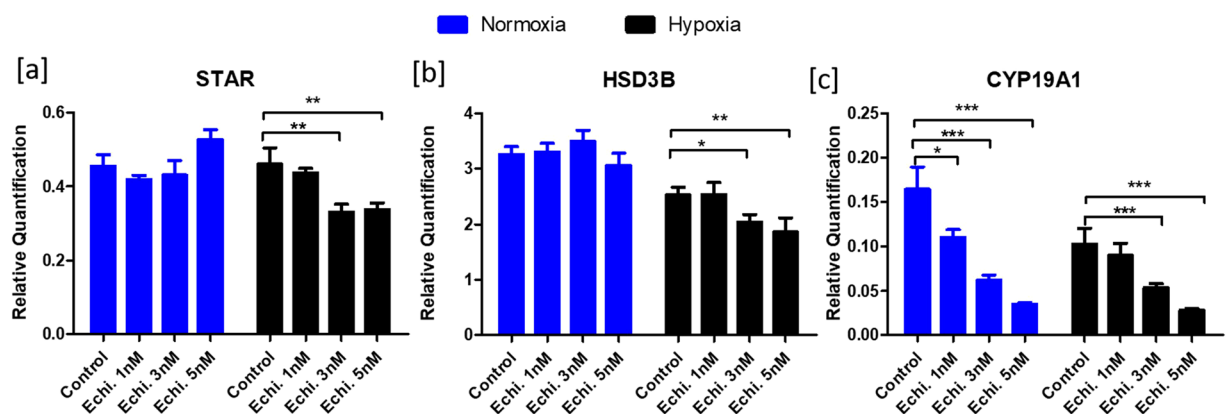 Normoxia Hypoxia
[a] STAR
Relative Quantification
0.6
0.4
0.2
0.0
** 
**
Control Echi. 1nM Echi. 3nM Echi. 5nM Control Echi. 1nM Echi. 3nM Echi. 5nM
[b] HSD3B
Relative Quantification
4
3
2
1
0
**
*
Control Echi. 1nM Echi. 3nM Echi. 5nM Control Echi. 1nM Echi. 3nM Echi. 5nM
[c] CYP19A1
Relative Quantification
0.25
0.20
0.15
0.10
0.05
0.00
***
***
*
***
***
Control Echi. 1nM Echi. 3nM Echi. 5nM Control Echi. 1nM Echi. 3nM Echi. 5nM